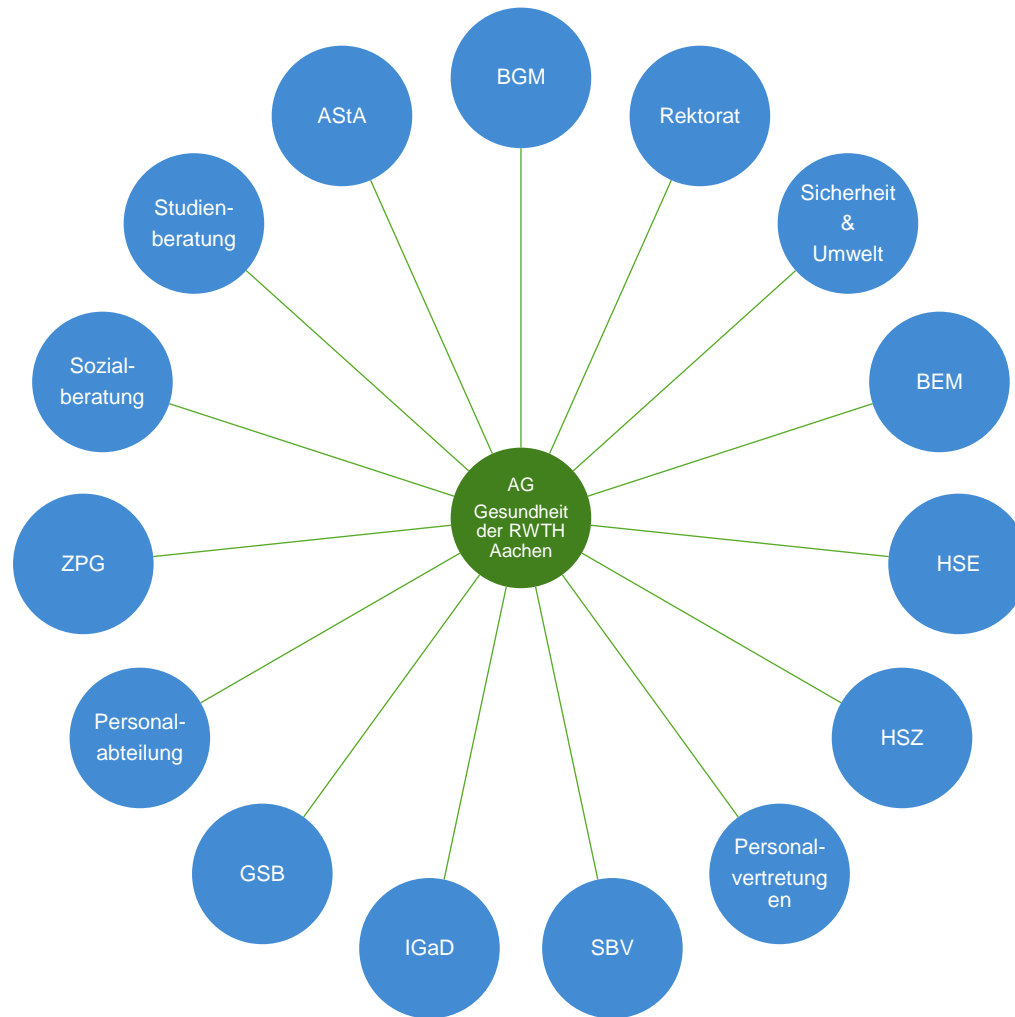 BGM
Rektorat
Sicherheit
&
Umwelt
BEM
HSE
HSZ
Personal-
vertretung
en
SBV
IGaD
GSB
Personal-
abteilung
ZPG
Sozial-
beratung
Studien-
beratung
AStA
AG
Gesundheit
der RWTH
Aachen